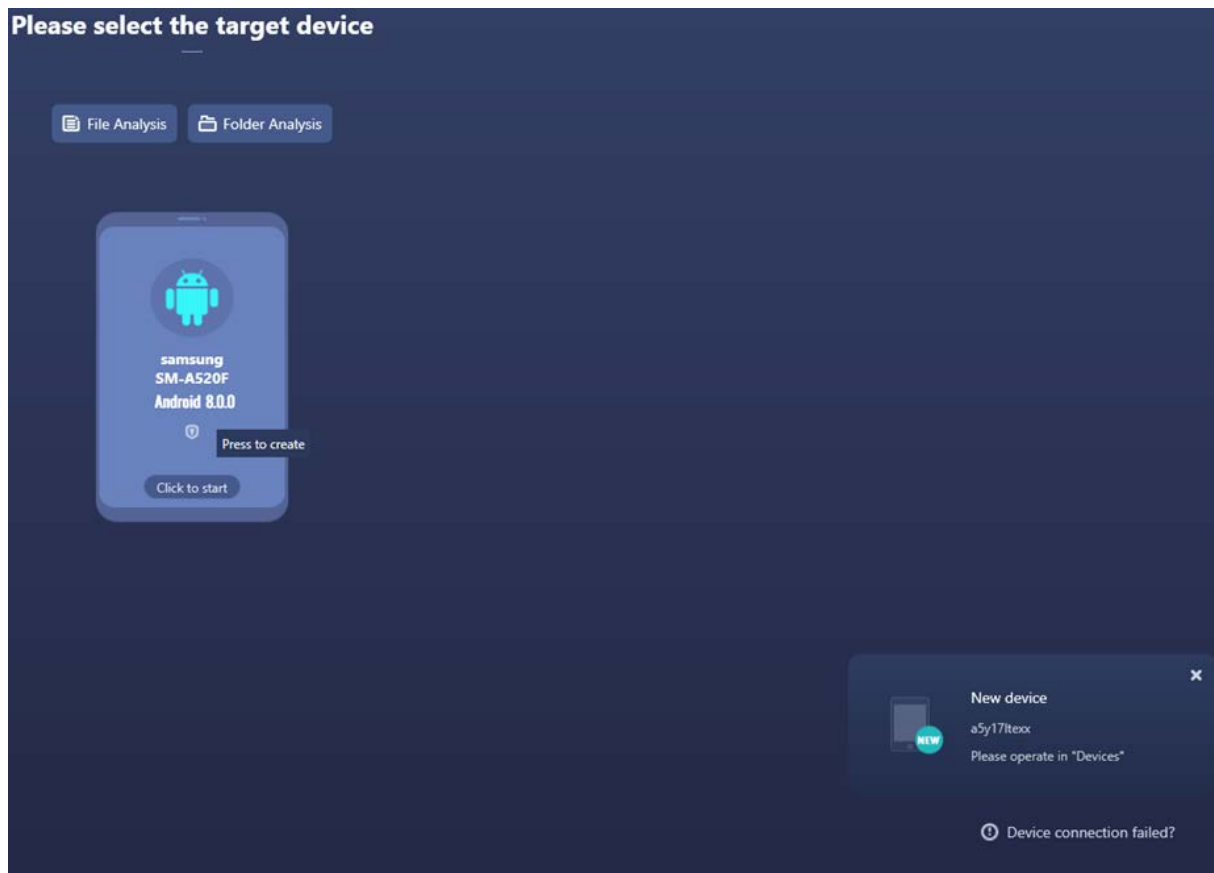 Please select the target device
File Analysis
Folder Analysis
samsung
SM-A520F
Android 8.0.0
Press to create
Click to start
New device
NEW
a5y17ltexx
Please operate in "Devices"
Device connection failed?